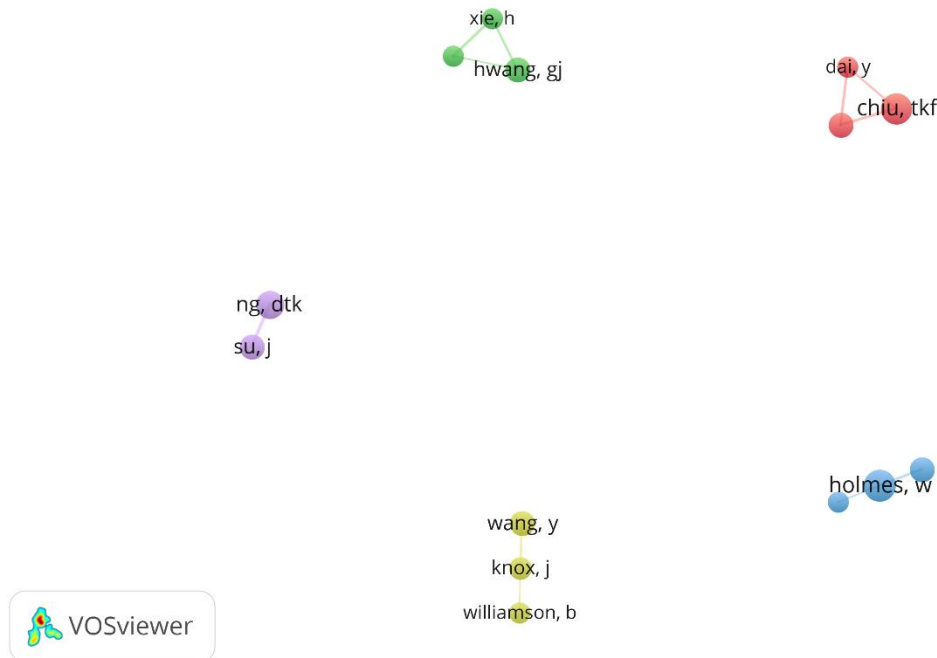 xie, h
hwang, gj
dai, y
chiu, tkf
ng, dtk
su, j
holmes, w
wang, y
knox, j
williamson, b
VOSviewer